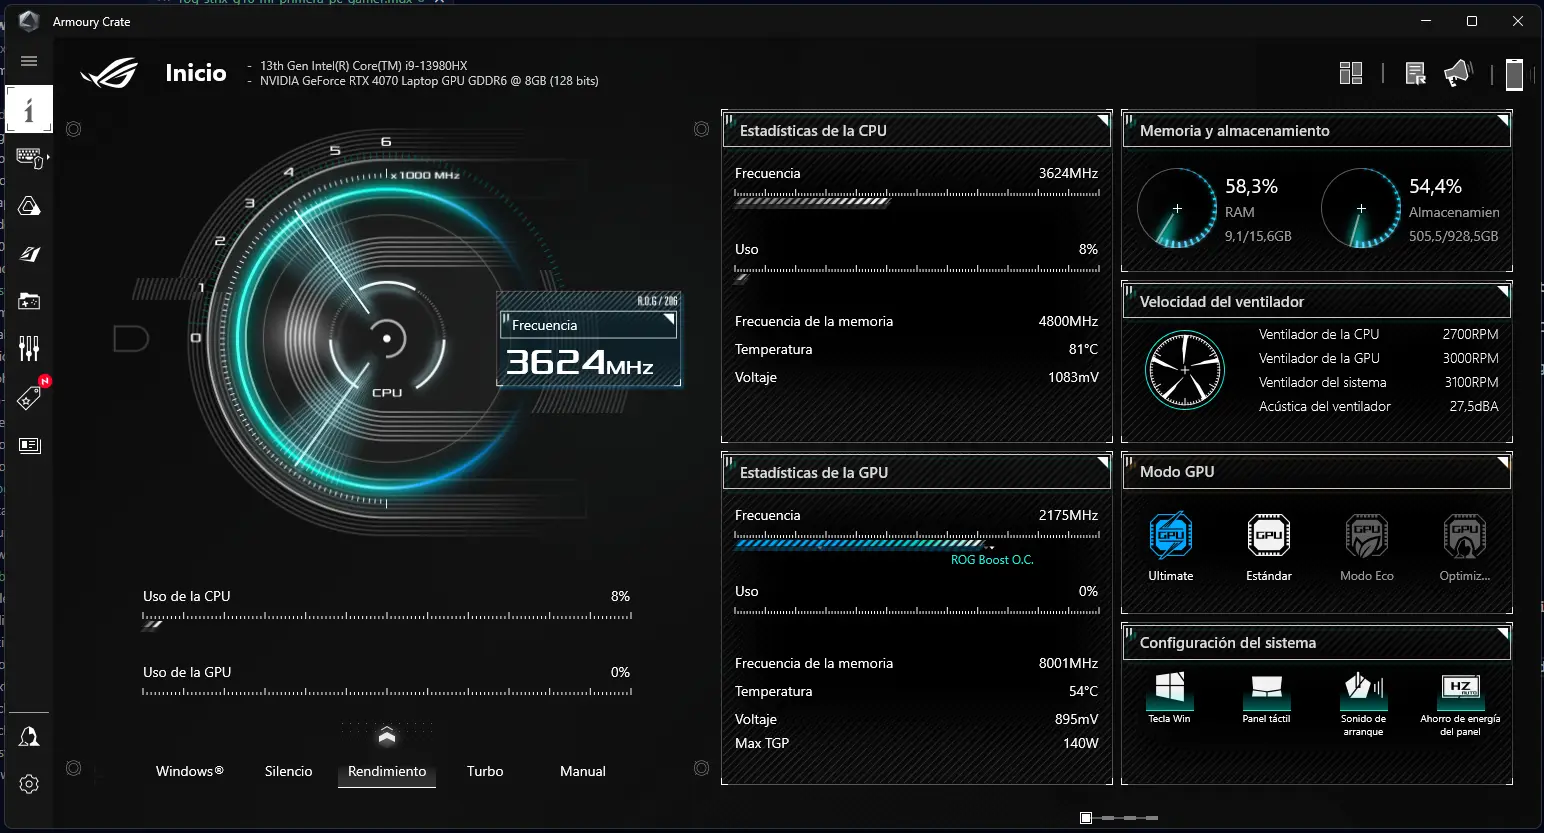 Armoury Crate
Inicio
- 13th Gen Intel(R) Core(TM) i9-13980HX
- NVIDIA GeForce RTX 4070 Laptop GPU GDDR6 @ 8GB (128 bits)
0
1
2
3
4
5
6
x1000 MHz
CPU
R.O.G / 206
Frecuencia
3624MHz
Uso de la CPU 8%
Uso de la GPU 0%
Windows® Silencio Rendimiento Turbo Manual
Estadísticas de la CPU
Frecuencia 3624MHz
Uso 8%
Frecuencia de la memoria 4800MHz
Temperatura 81°C
Voltaje 1083mV
Estadísticas de la GPU
Frecuencia 2175MHz
ROG Boost O.C.
Uso 0%
Frecuencia de la memoria 8001MHz
Temperatura 54°C
Voltaje 895mV
Max TGP 140W
Memoria y almacenamiento
58,3%
RAM
9,1/15,6GB
54,4%
Almacenamien
505,5/928,5GB
Velocidad del ventilador
Ventilador de la CPU 2700RPM
Ventilador de la GPU 3000RPM
Ventilador del sistema 3100RPM
Acústica del ventilador 27,5dBA
Modo GPU
GPU GPU GPU GPU
Ultimate Estándar Modo Eco Optimiz...
Configuración del sistema
HZ
AUTO
Tecla Win
Panel táctil
Sonido de
arranque
Ahorro de energía
del panel